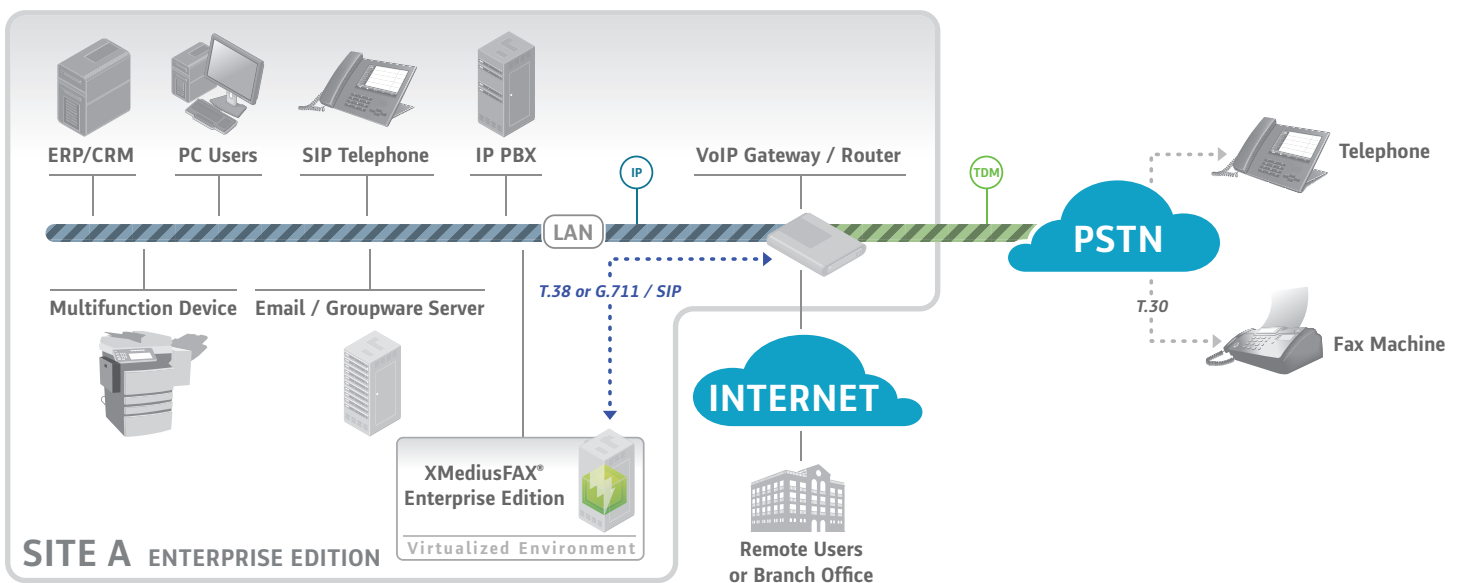 ERP/CRM
PC Users
SIP Telephone
IP PBX
VoIP Gateway / Router
IP
TDM
Telephone
LAN
PSTN
Multifunction Device
Email / Groupware Server
T.38 or G.711 / SIP
T.30
Fax Machine
INTERNET
XMediusFAX®
Enterprise Edition
Virtualized Environment
SITE A ENTERPRISE EDITION
Remote Users
or Branch Office